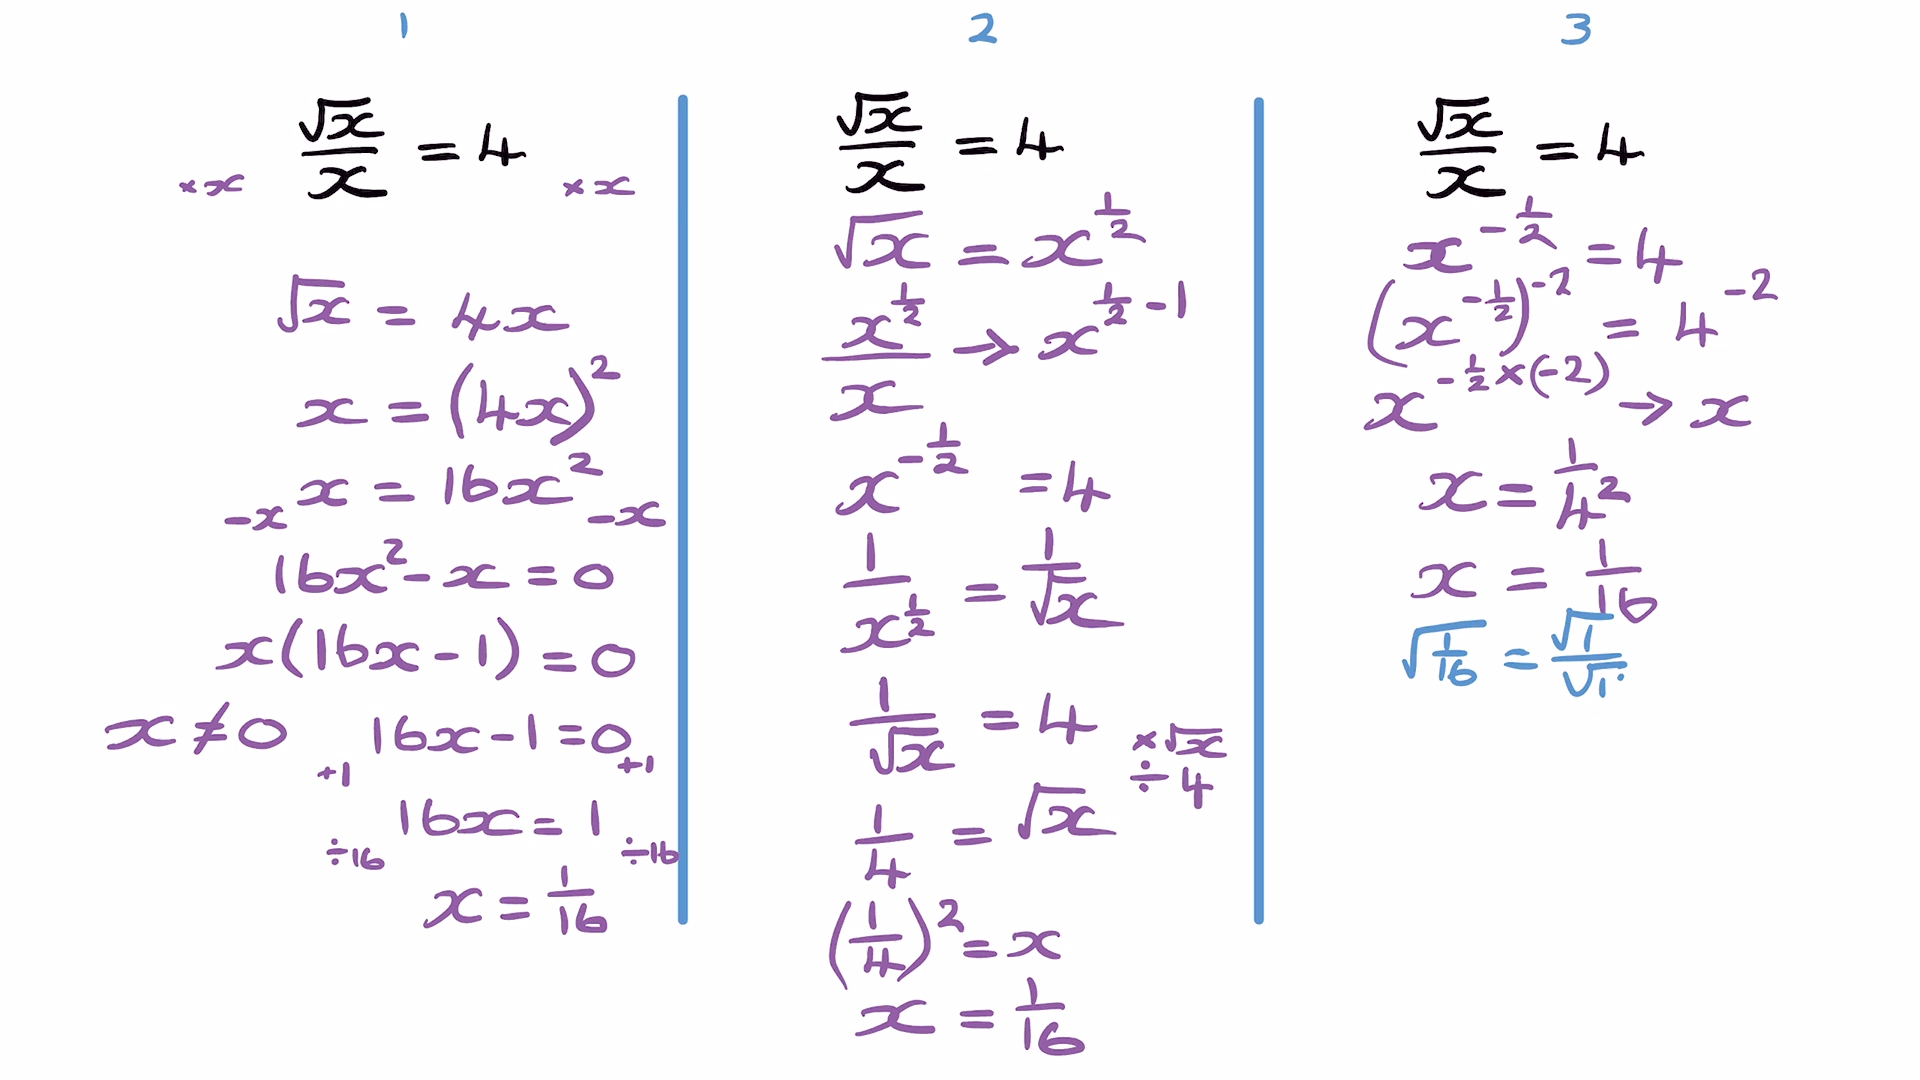 1
√x/x = 4
×x ×x
√x = 4x
x = (4x)²
x = 16x²
-x -x
16x² - x = 0
x(16x - 1) = 0
x ≠ 0 16x - 1 = 0
+1 +1
16x = 1
÷16 ÷16
x = 1/16
2
√x/x = 4
√x = x^(1/2)
x^(1/2)/x → x^(1/2 - 1)
x^(-1/2) = 4
1/x^(1/2) = 1/√x
1/√x = 4
×√x
÷4
1/4 = √x
(1/4)² = x
x = 1/16
3
√x/x = 4
x^(-1/2) = 4
(x^(-1/2))^(-2) = 4^(-2)
x^(-1/2 × (-2)) → x
x = 1/4²
x = 1/16
√(1/16) = √1/√1